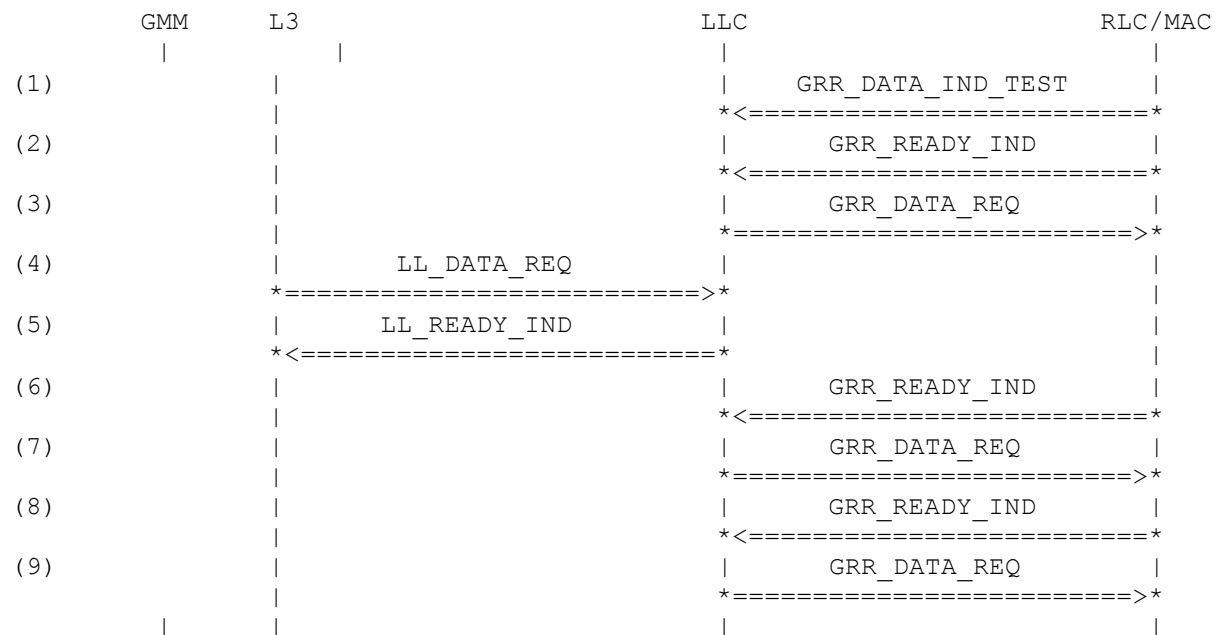 GMM     L3                          LLC                        RLC/MAC
         |          |                       |                          |
(1)             |                           |    GRR_DATA_IND_TEST     |
                |                           *<=========================*
(2)             |                           |      GRR_READY_IND       |
                |                           *<=========================*
(3)             |                           |      GRR_DATA_REQ        |
                |                           *=========================>*
(4)             |       LL_DATA_REQ         |                          |
                *==========================>*                          |
(5)             |      LL_READY_IND         |                          |
                *<==========================*                          |
(6)             |                           |      GRR_READY_IND       |
                |                           *<=========================*
(7)             |                           |      GRR_DATA_REQ        |
                |                           *=========================>*
(8)             |                           |      GRR_READY_IND       |
                |                           *<=========================*
(9)             |                           |      GRR_DATA_REQ        |
                |                           *=========================>*
         |      |                           |                          |